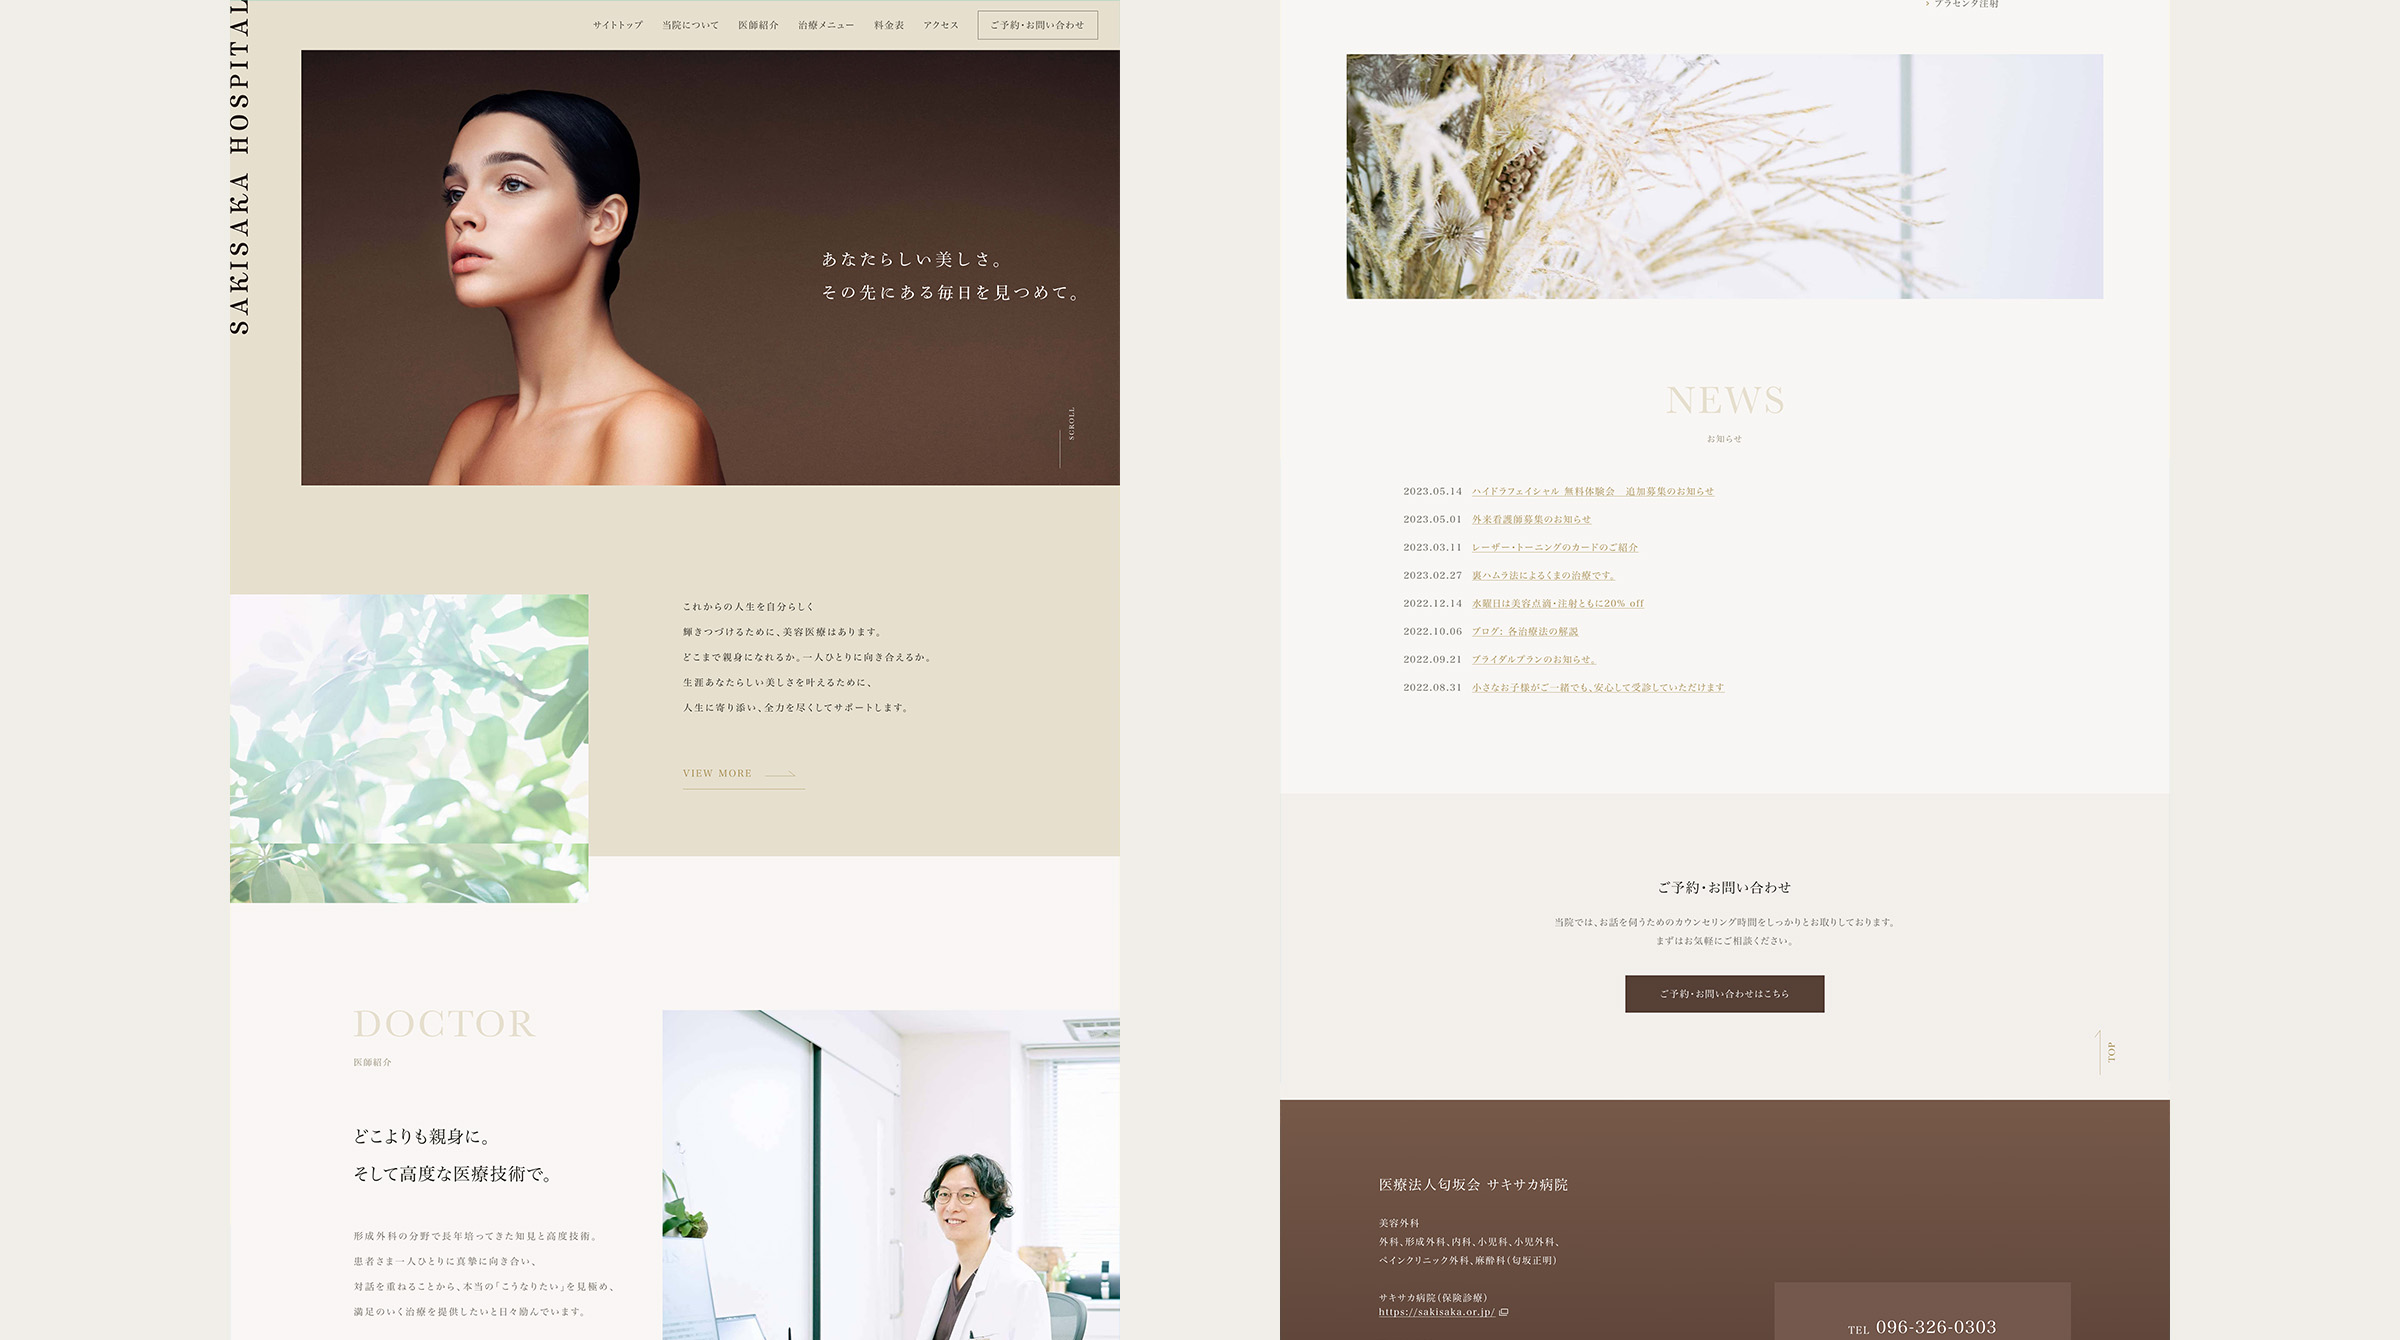 SAKISAKA HOSPITAL
サイトトップ 当院について 医師紹介 治療メニュー 料金表 アクセス ご予約・お問い合わせ
あなたらしい美しさ。
その先にある毎日を見つめて。
SCROLL
これからの人生を自分らしく
輝きつづけるために、美容医療はあります。
どこまで親身になれるか。一人ひとりに向き合えるか。
生涯あなたらしい美しさを叶えるために、
人生に寄り添い、全力を尽くしてサポートします。
VIEW MORE
DOCTOR
医師紹介
どこよりも親身に。
そして高度な医療技術で。
形成外科の分野で長年培ってきた知見と高度技術。
患者さま一人ひとりに真摯に向き合い、
対話を重ねることから、本当の「こうなりたい」を見極め、
満足のいく治療を提供したいと日々励んでいます。
› プラセンタ注射
NEWS
お知らせ
2023.05.14 ハイドラフェイシャル 無料体験会　追加募集のお知らせ
2023.05.01 外来看護師募集のお知らせ
2023.03.11 レーザー・トーニングのカードのご紹介
2023.02.27 裏ハムラ法によるくまの治療です。
2022.12.14 水曜日は美容点滴・注射ともに20% off
2022.10.06 ブログ: 各治療法の解説
2022.09.21 ブライダルプランのお知らせ。
2022.08.31 小さなお子様がご一緒でも、安心して受診していただけます
ご予約・お問い合わせ
当院では、お話を伺うためのカウンセリング時間をしっかりとお取りしております。
まずはお気軽にご相談ください。
ご予約・お問い合わせはこちら
TOP
医療法人匂坂会 サキサカ病院
美容外科
外科、形成外科、内科、小児科、小児外科、
ペインクリニック外科、麻酔科（匂坂正明）
サキサカ病院（保険診療）
https://sakisaka.or.jp/
TEL 096-326-0303